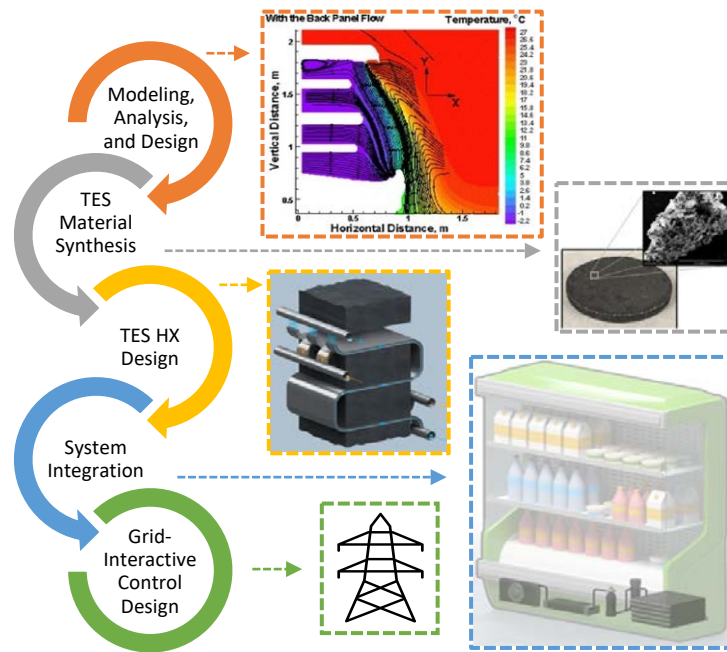 With the Back Panel Flow
Temperature, °C
Modeling,
Analysis,
and Design
Vertical Distance, m
2
1.5
1
0.5
Y
X
0
0.5
1
1.5
Horizontal Distance, m
27
26.6
25.4
24.2
23
21.8
20.6
19.4
18.2
17
15.8
14.6
13.4
12.2
11
9.8
8.6
7.4
6.2
5
3.8
2.6
1.4
0.2
-1
-2.2
TES
Material
Synthesis
TES HX
Design
System
Integration
Grid-
Interactive
Control
Design